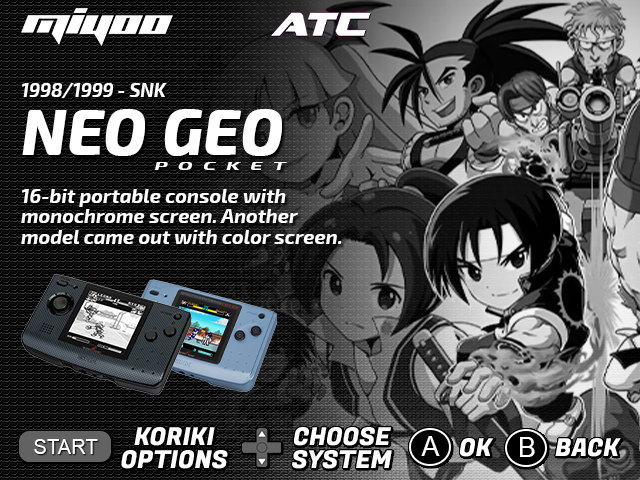 miyoo
ATC
1998/1999 - SNK
NEO GEO
POCKET
16-bit portable console with
monochrome screen. Another
model came out with color screen.
START
KORIKI
OPTIONS
CHOOSE
SYSTEM
A OK
B BACK